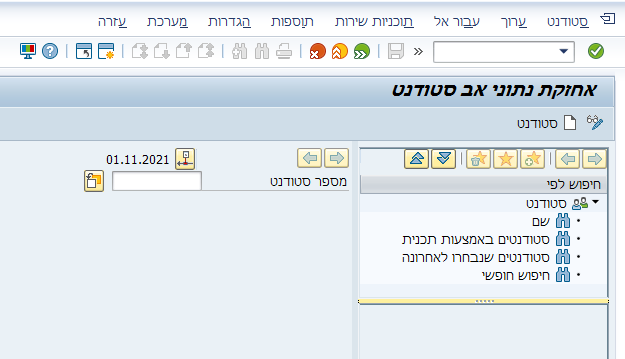 סטודנט ערוך עבור אל תוכניות שירות תוספות הגדרות מערכת עזרה
אחזקת נתוני אב סטודנט
סטודנט
01.11.2021
מספר סטודנט
חיפוש לפי
סטודנט
שם
סטודנטים באמצעות תכנית
סטודנטים שנבחרו לאחרונה
חיפוש חופשי